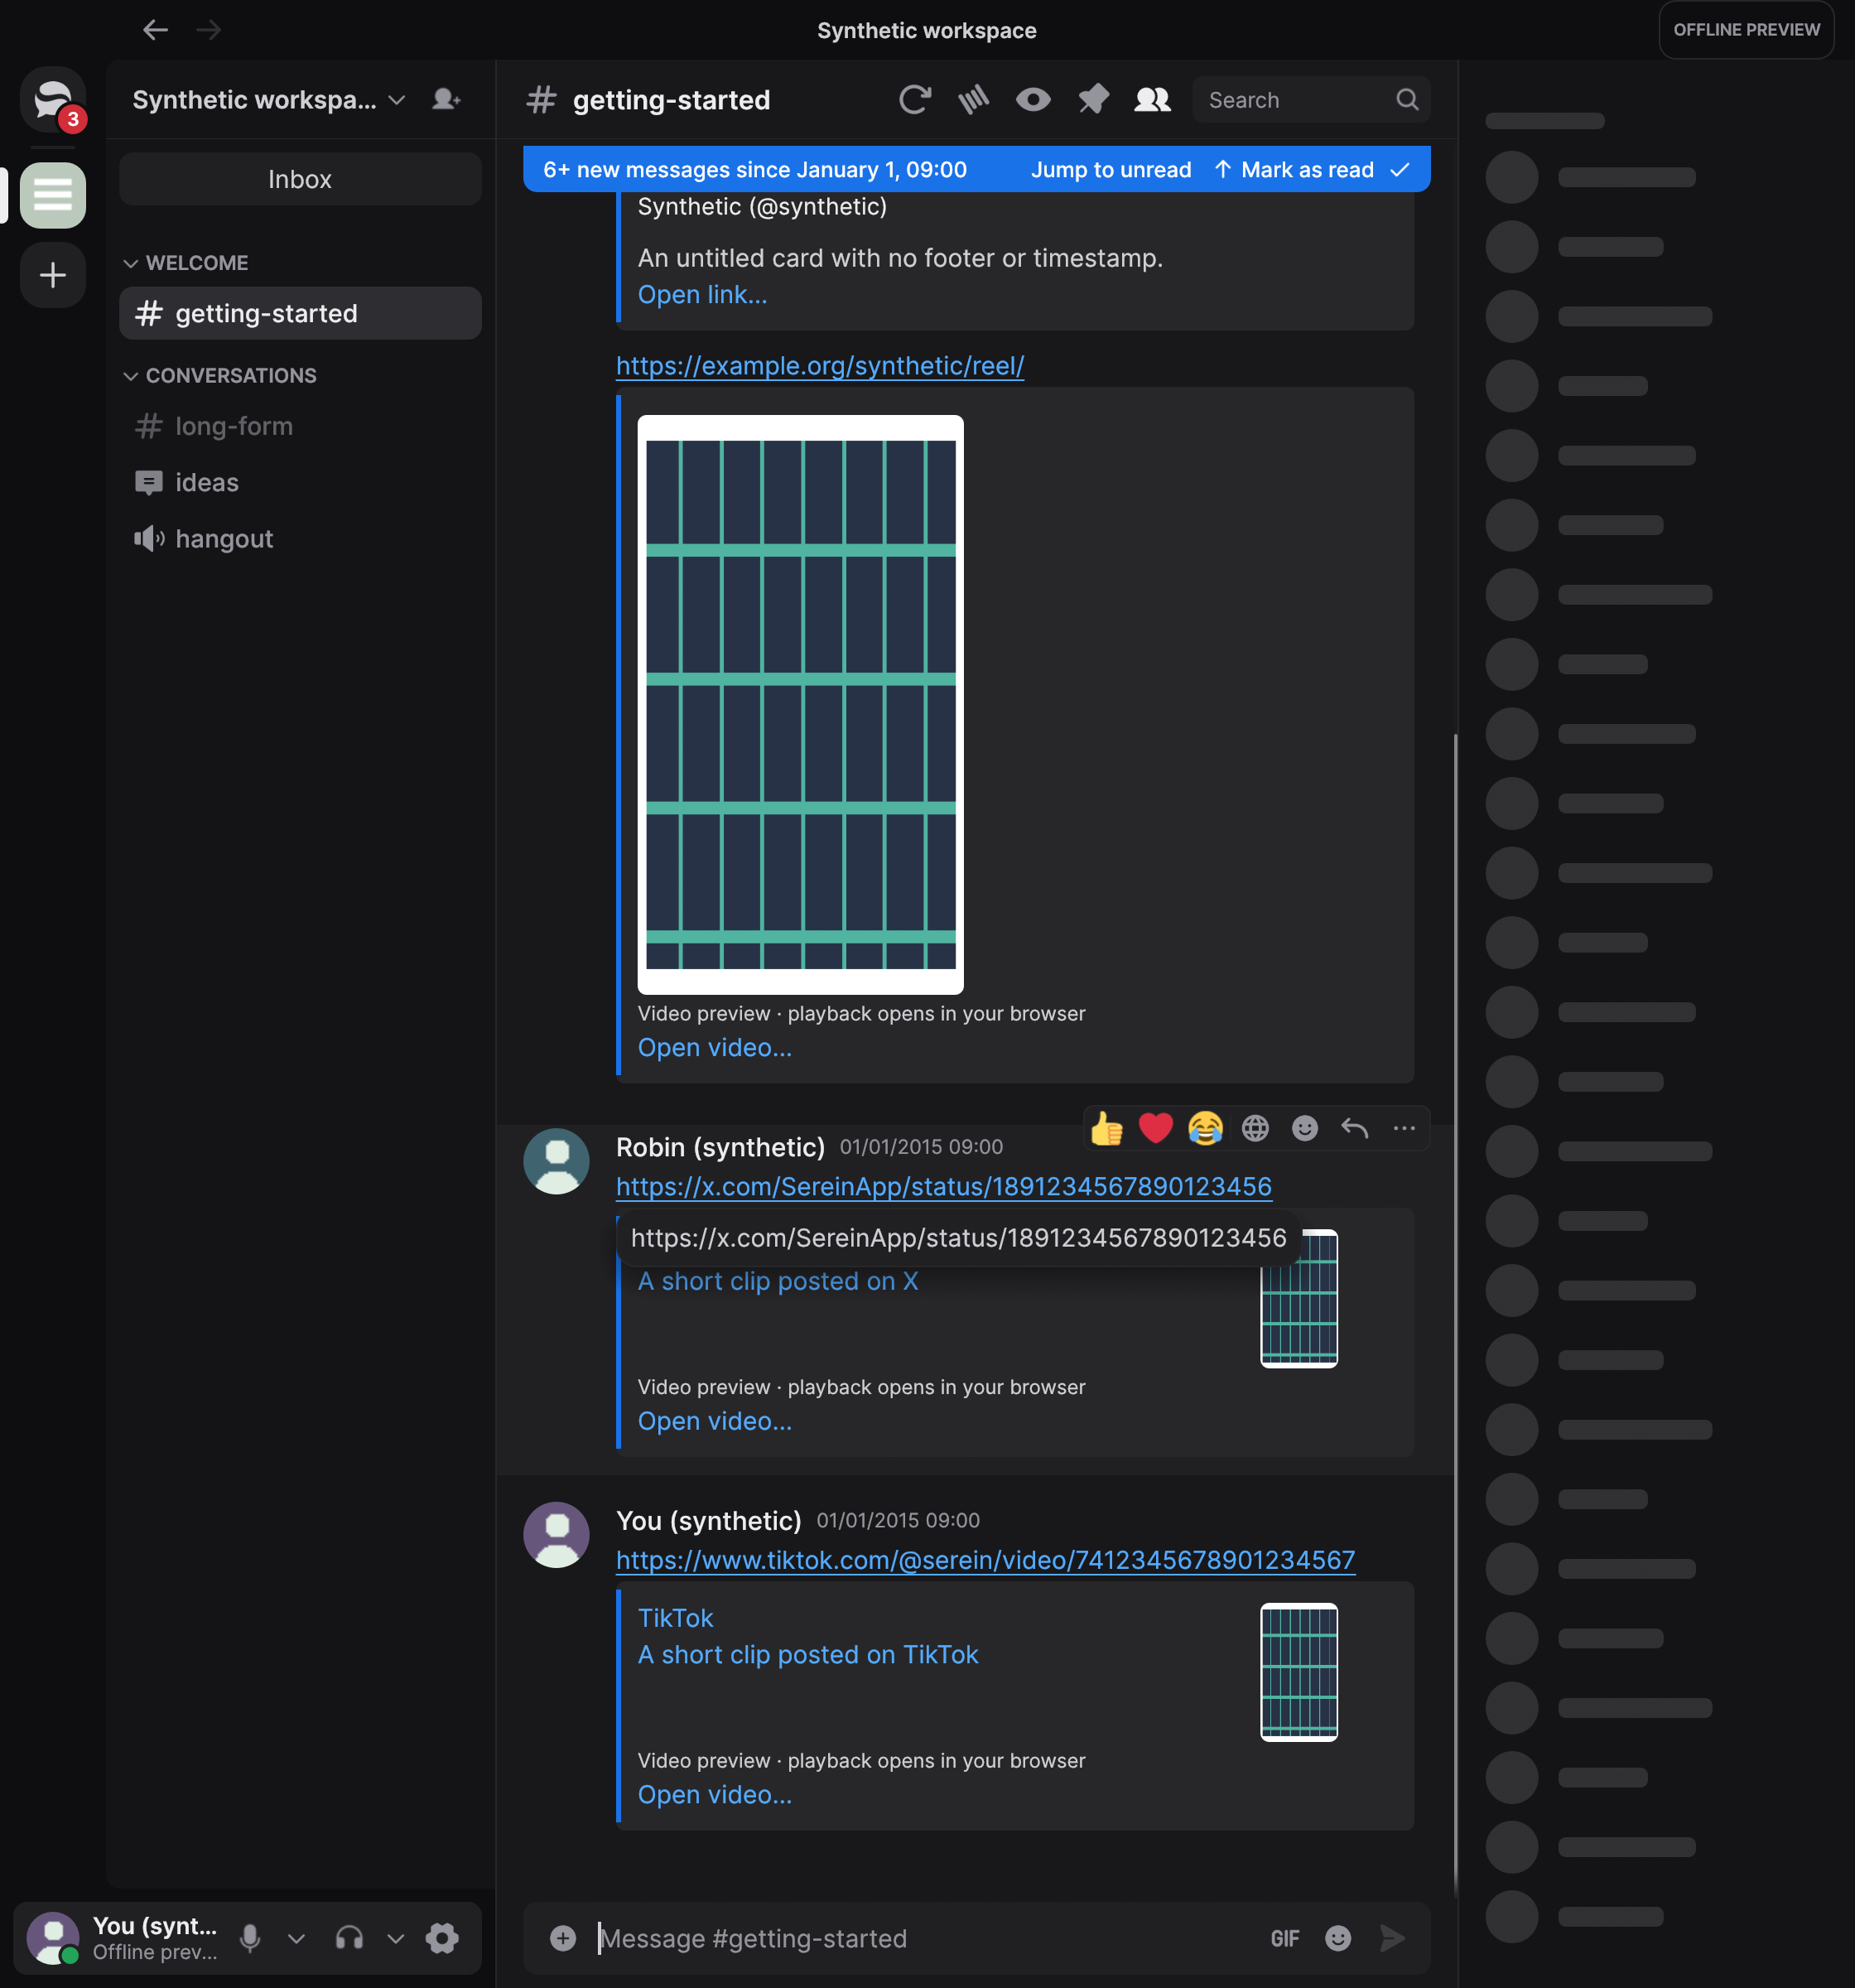 Synthetic workspace
OFFLINE PREVIEW
3
Synthetic workspa...
Inbox
WELCOME
getting-started
CONVERSATIONS
long-form
ideas
hangout
You (synt...
Offline prev...
getting-started
Search
6+ new messages since January 1, 09:00
Jump to unread
Mark as read
Synthetic (@synthetic)
An untitled card with no footer or timestamp.
Open link...
https://example.org/synthetic/reel/
Video preview · playback opens in your browser
Open video...
Robin (synthetic) 01/01/2015 09:00
https://x.com/SereinApp/status/1891234567890123456
https://x.com/SereinApp/status/1891234567890123456
A short clip posted on X
Video preview · playback opens in your browser
Open video...
You (synthetic) 01/01/2015 09:00
https://www.tiktok.com/@serein/video/7412345678901234567
TikTok
A short clip posted on TikTok
Video preview · playback opens in your browser
Open video...
Message #getting-started
GIF